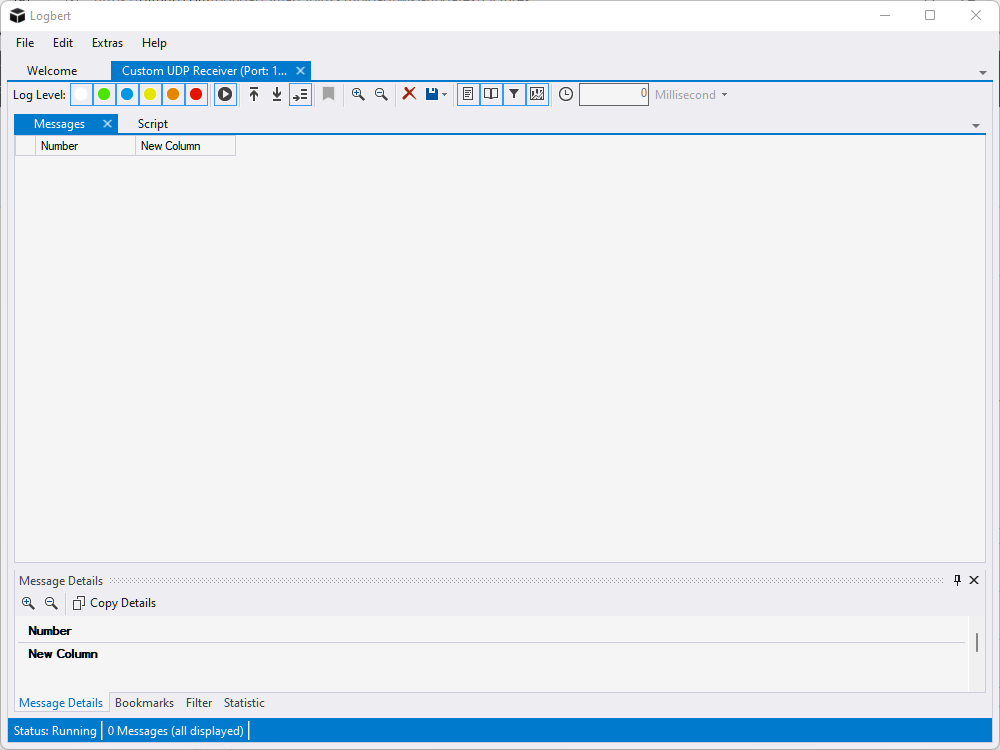 Logbert
File Edit Extras Help
Welcome Custom UDP Receiver (Port: 1...
Log Level: 0 Millisecond
Messages Script
Number New Column
Message Details
Copy Details
Number
New Column
Message Details Bookmarks Filter Statistic
Status: Running 0 Messages (all displayed)